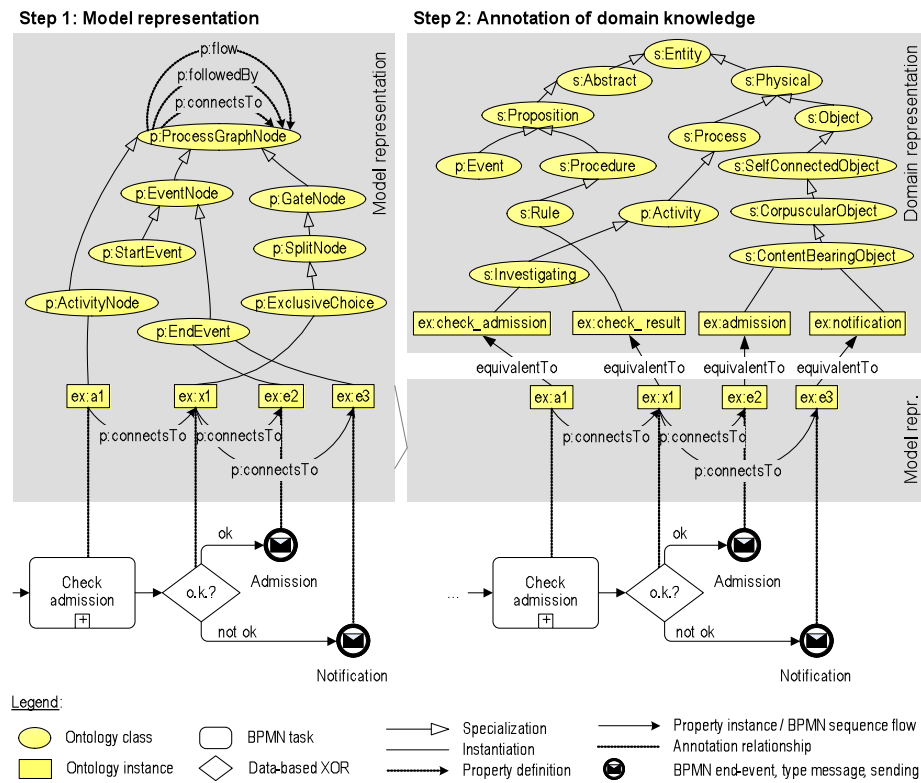 Step 1: Model representation
Step 2: Annotation of domain knowledge
p:flow
p:followedBy
p:connectsTo
p:ProcessGraphNode
p:EventNode
p:GateNode
p:StartEvent
p:SplitNode
p:ActivityNode
p:ExclusiveChoice
p:EndEvent
Model representation
ex:a1
ex:x1
ex:e2
ex:e3
p:connectsTo
p:connectsTo
p:connectsTo
Check
admission
o.k.?
ok
not ok
Admission
Notification
s:Entity
s:Abstract
s:Physical
s:Proposition
s:Process
s:Object
p:Event
s:Procedure
s:SelfConnectedObject
s:Rule
p:Activity
s:CorpuscularObject
s:Investigating
s:ContentBearingObject
ex:check_admission
ex:check_result
ex:admission
ex:notification
Domain representation
equivalentTo
equivalentTo
equivalentTo
equivalentTo
ex:a1
ex:x1
ex:e2
ex:e3
p:connectsTo
p:connectsTo
p:connectsTo
Model repr.
...
Check
admission
o.k.?
ok
not ok
Admission
Notification
Legend:
Ontology class
Ontology instance
BPMN task
Data-based XOR
Specialization
Instantiation
Property definition
Property instance / BPMN sequence flow
Annotation relationship
BPMN end-event, type message, sending